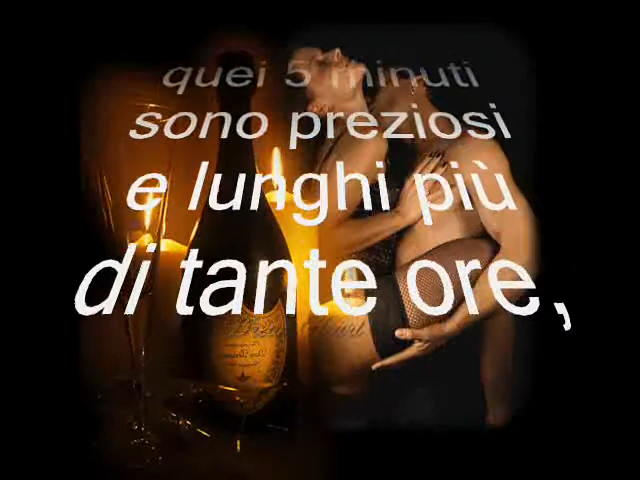 quei 5 minuti
sono preziosi
e lunghi più
di tante ore,